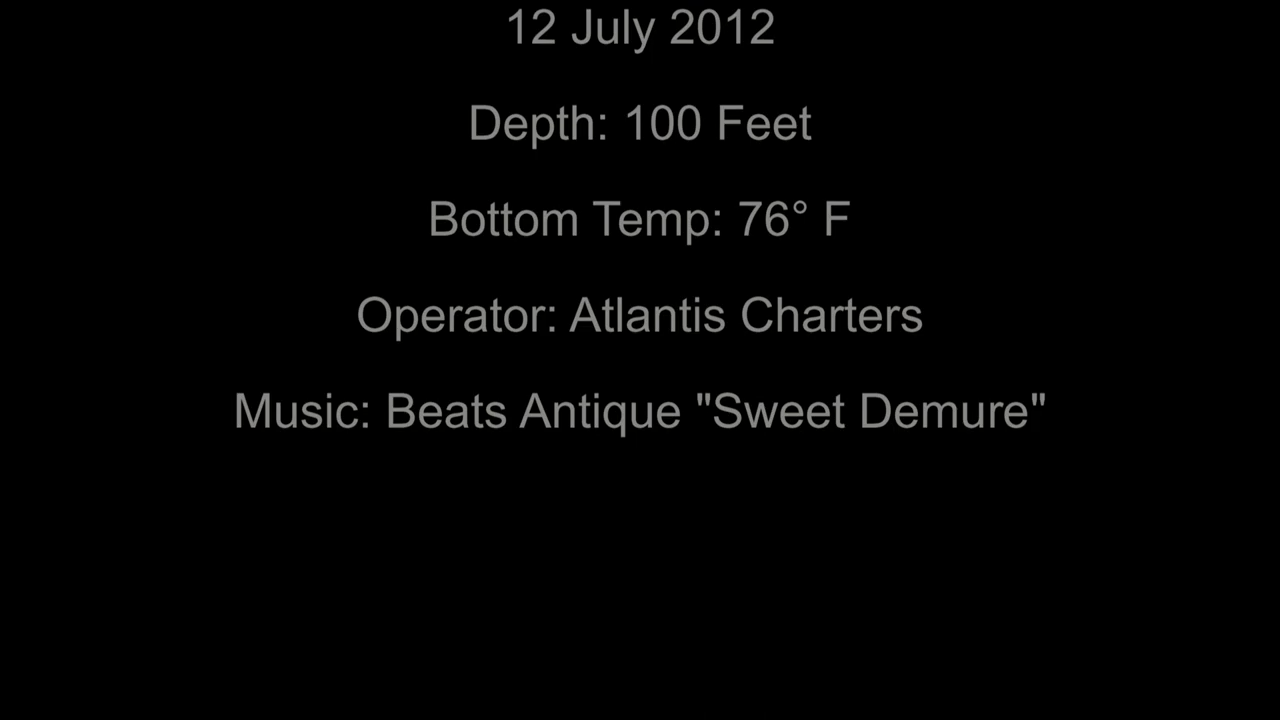 12 July 2012
Depth: 100 Feet
Bottom Temp: 76° F
Operator: Atlantis Charters
Music: Beats Antique "Sweet Demure"